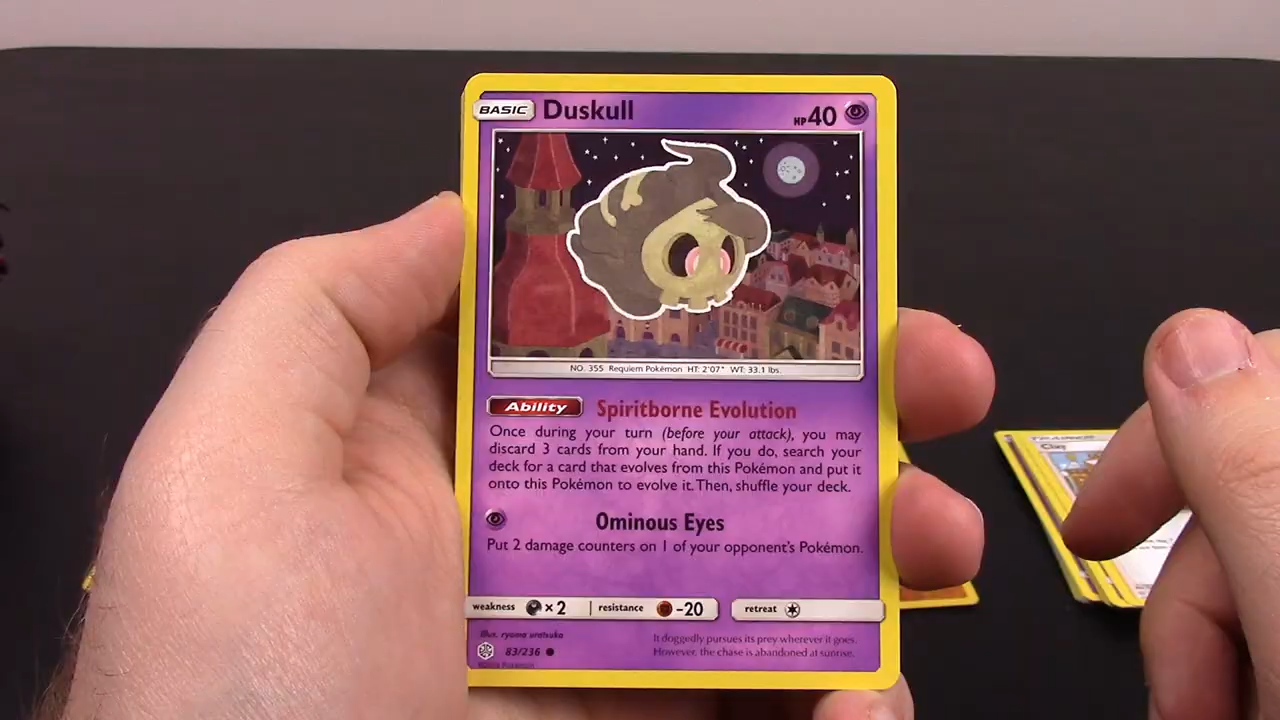 BASIC Duskull HP 40
NO. 355 Requiem Pokémon HT: 2'07" WT: 33.1 lbs.
Ability Spiritborne Evolution
Once during your turn (before your attack), you may
discard 3 cards from your hand. If you do, search your
deck for a card that evolves from this Pokémon and put it
onto this Pokémon to evolve it. Then, shuffle your deck.
Ominous Eyes
Put 2 damage counters on 1 of your opponent's Pokémon.
weakness ×2 resistance -20 retreat
Illus. ryoma uratsuka
83/236
It doggedly pursues its prey wherever it goes.
However, the chase is abandoned at sunrise.
TRAINER
Clay